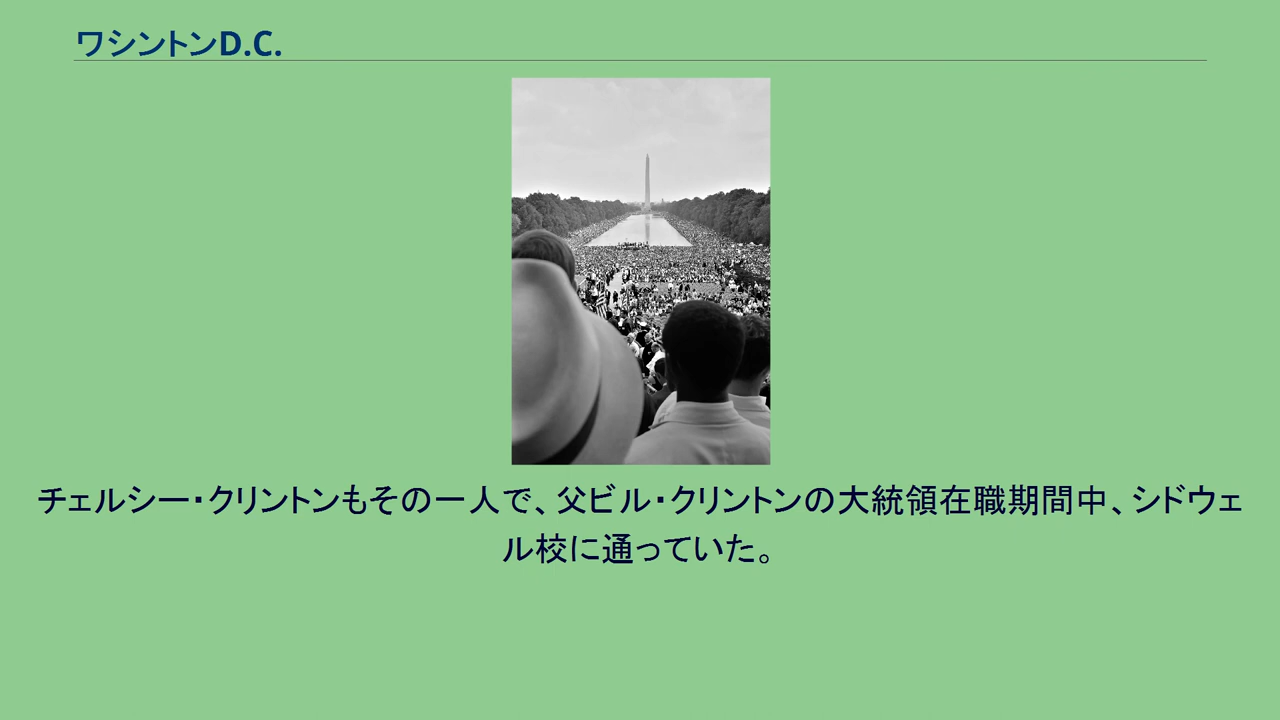 ワシントンD.C.
チェルシー・クリントンもその一人で、父ビル・クリントンの大統領在職期間中、シドウェ
ル校に通っていた。